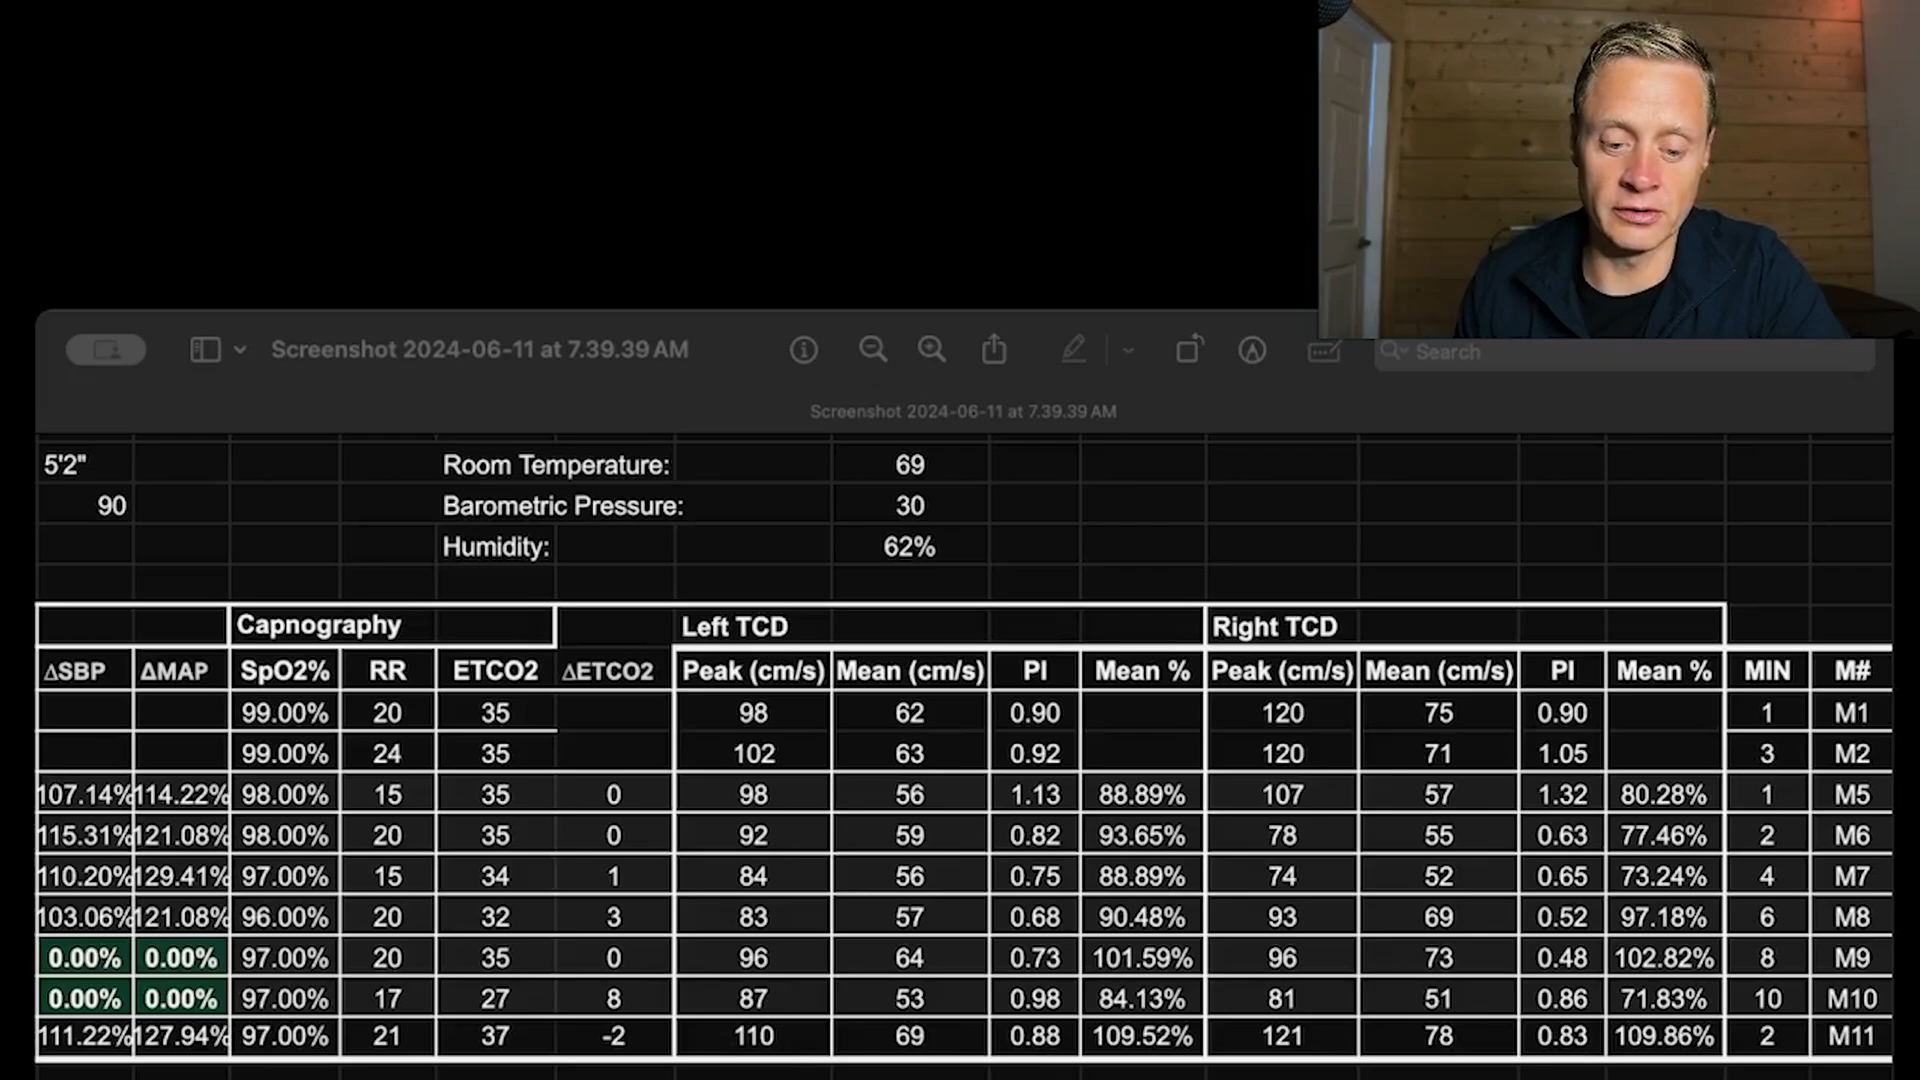 Screenshot 2024-06-11 at 7.39.39 AM
Search
Screenshot 2024-06-11 at 7.39.39 AM
5'2" Room Temperature: 69
90 Barometric Pressure: 30
Humidity: 62%
Capnography Left TCD Right TCD
∆SBP ∆MAP SpO2% RR ETCO2 ∆ETCO2 Peak (cm/s) Mean (cm/s) PI Mean % Peak (cm/s) Mean (cm/s) PI Mean % MIN M#
99.00% 20 35 98 62 0.90 120 75 0.90 1 M1
99.00% 24 35 102 63 0.92 120 71 1.05 3 M2
107.14% 114.22% 98.00% 15 35 0 98 56 1.13 88.89% 107 57 1.32 80.28% 1 M5
115.31% 121.08% 98.00% 20 35 0 92 59 0.82 93.65% 78 55 0.63 77.46% 2 M6
110.20% 129.41% 97.00% 15 34 1 84 56 0.75 88.89% 74 52 0.65 73.24% 4 M7
103.06% 121.08% 96.00% 20 32 3 83 57 0.68 90.48% 93 69 0.52 97.18% 6 M8
0.00% 0.00% 97.00% 20 35 0 96 64 0.73 101.59% 96 73 0.48 102.82% 8 M9
0.00% 0.00% 97.00% 17 27 8 87 53 0.98 84.13% 81 51 0.86 71.83% 10 M10
111.22% 127.94% 97.00% 21 37 -2 110 69 0.88 109.52% 121 78 0.83 109.86% 2 M11